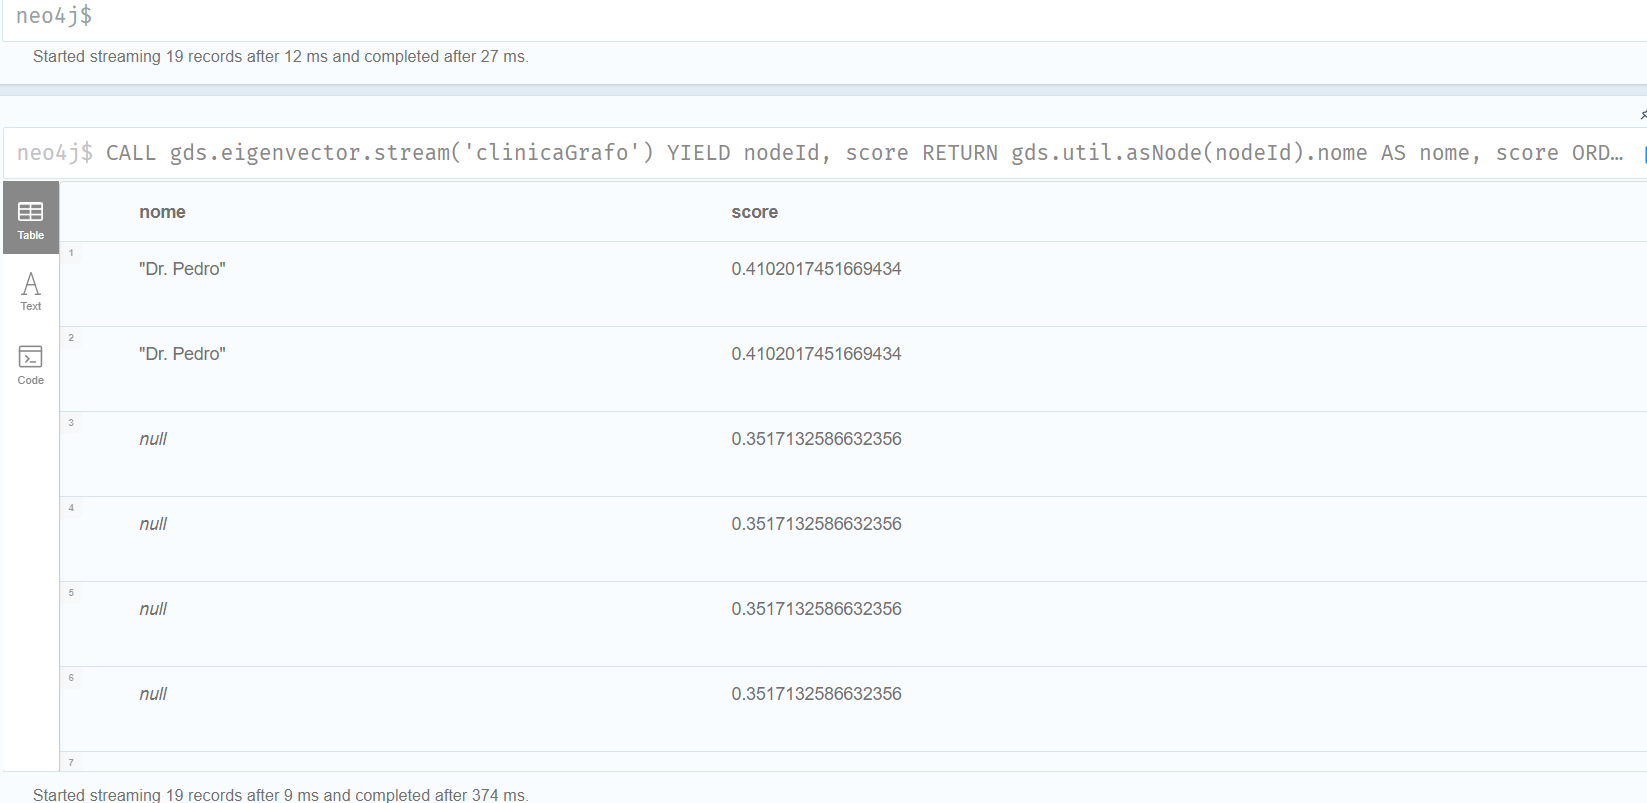 neo4j$
Started streaming 19 records after 12 ms and completed after 27 ms.
neo4j$ CALL gds.eigenvector.stream('clinicaGrafo') YIELD nodeId, score RETURN gds.util.asNode(nodeId).nome AS nome, score ORD…
Table
Text
Code
nome score
1 "Dr. Pedro" 0.4102017451669434
2 "Dr. Pedro" 0.4102017451669434
3 null 0.3517132586632356
4 null 0.3517132586632356
5 null 0.3517132586632356
6 null 0.3517132586632356
7
Started streaming 19 records after 9 ms and completed after 374 ms.